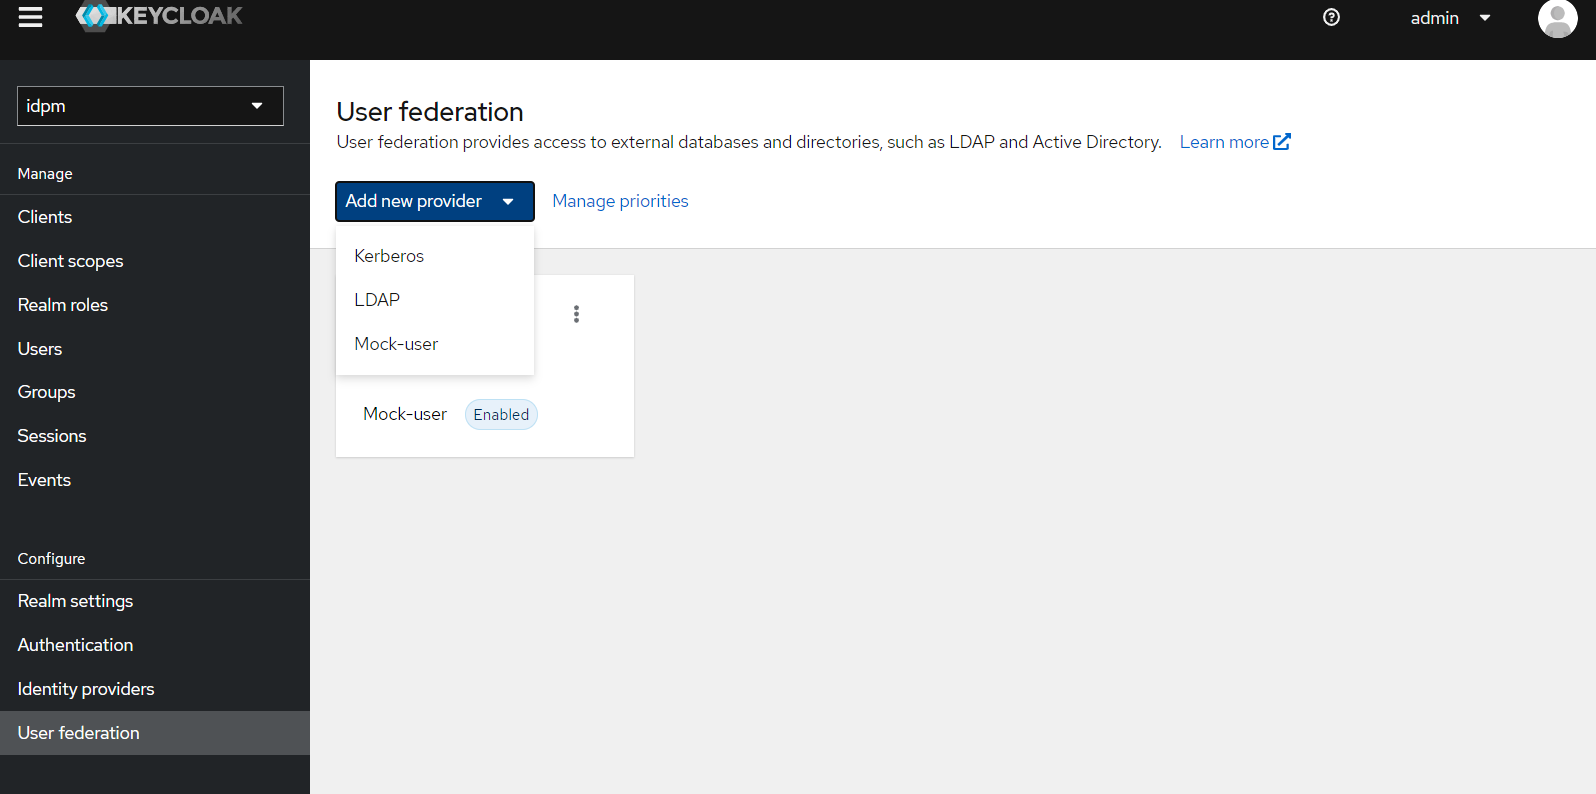 KEYCLOAK
admin
idpm
Manage
Clients
Client scopes
Realm roles
Users
Groups
Sessions
Events
Configure
Realm settings
Authentication
Identity providers
User federation
User federation
User federation provides access to external databases and directories, such as LDAP and Active Directory. Learn more
Add new provider Manage priorities
Kerberos
LDAP
Mock-user
Mock-user Enabled